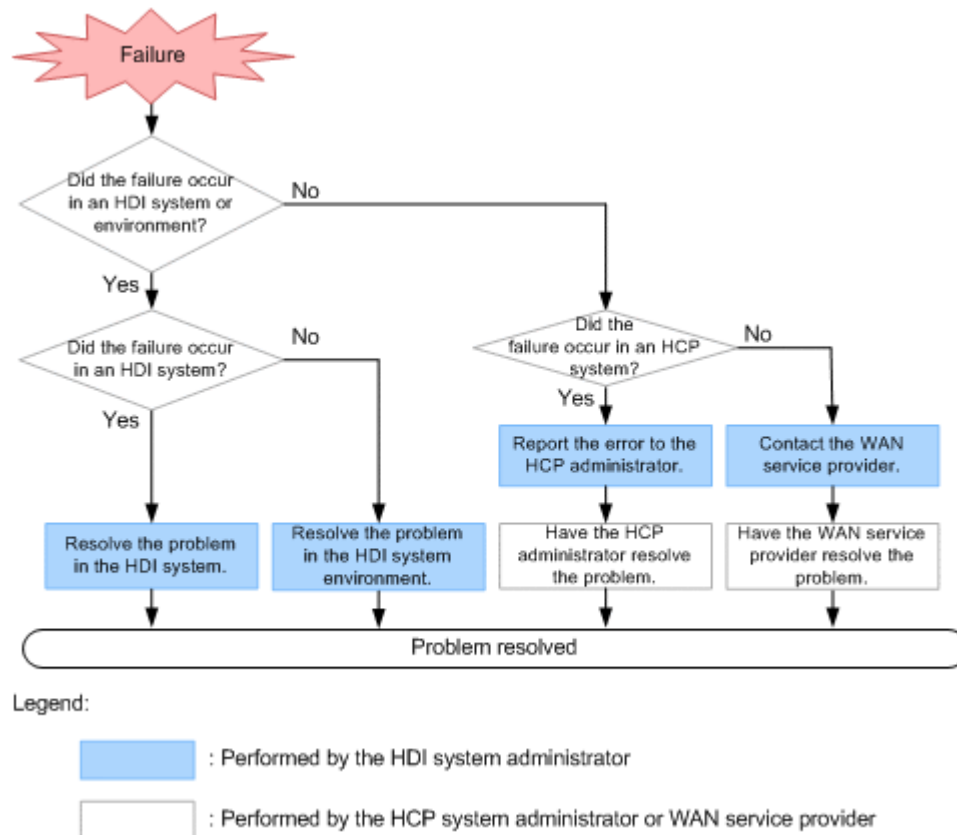 Failure
Did the failure occur
in an HDI system or
environment?
No
Yes
Did the failure occur
in an HDI system?
No
Yes
Did the
failure occur in an HCP
system?
No
Yes
Report the error to the
HCP administrator.
Contact the WAN
service provider.
Resolve the problem
in the HDI system.
Resolve the problem
in the HDI system
environment.
Have the HCP
administrator resolve
the problem.
Have the WAN service
provider resolve the
problem.
Problem resolved
Legend:
: Performed by the HDI system administrator
: Performed by the HCP system administrator or WAN service provider